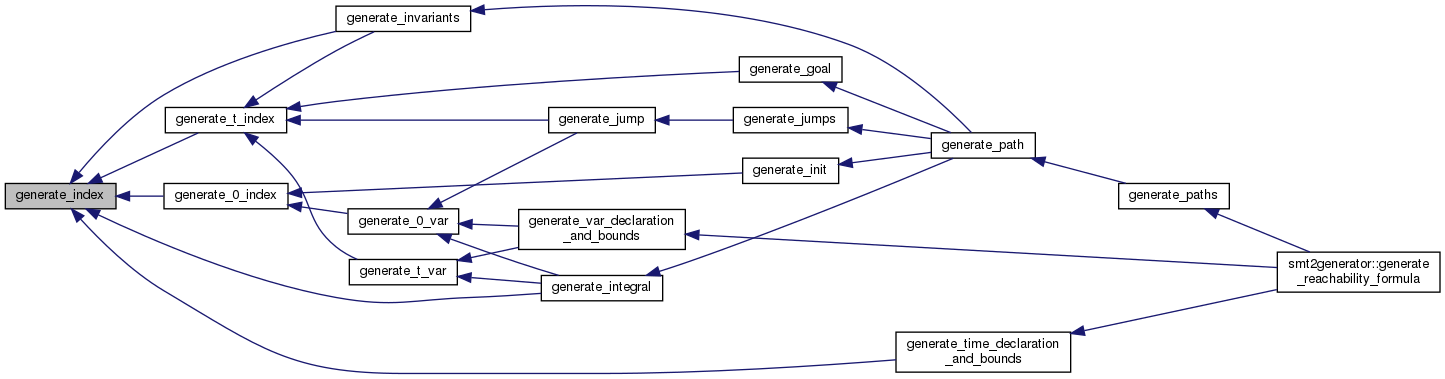 generate_invariants
generate_goal
generate_t_index
generate_jump
generate_jumps
generate_path
generate_init
generate_index
generate_0_index
generate_paths
generate_0_var
generate_var_declaration
_and_bounds
generate_t_var
generate_integral
smt2generator::generate
_reachability_formula
generate_time_declaration
_and_bounds